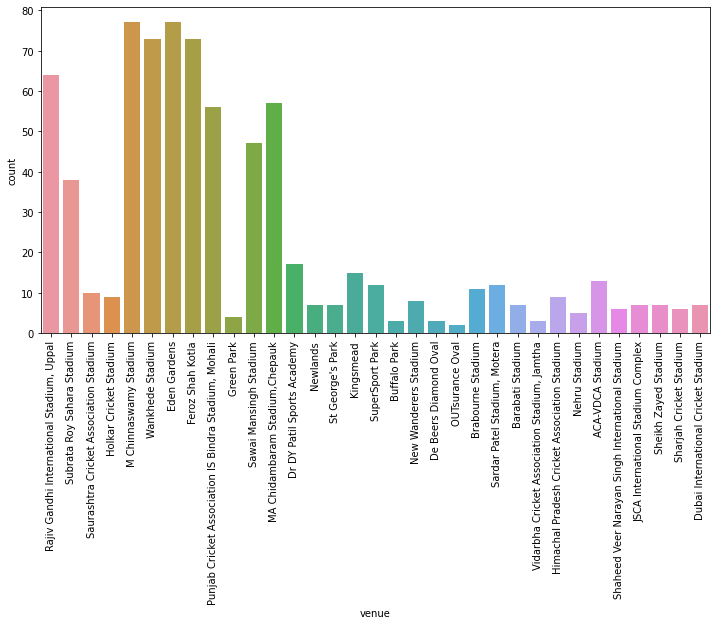 80
70
60
50
40
30
20
10
0
count
Rajiv Gandhi International Stadium, Uppal
Subrata Roy Sahara Stadium
Saurashtra Cricket Association Stadium
Holkar Cricket Stadium
M Chinnaswamy Stadium
Wankhede Stadium
Eden Gardens
Feroz Shah Kotla
Punjab Cricket Association IS Bindra Stadium, Mohali
Green Park
Sawai Mansingh Stadium
MA Chidambaram Stadium,Chepauk
Dr DY Patil Sports Academy
Newlands
St George's Park
Kingsmead
SuperSport Park
Buffalo Park
New Wanderers Stadium
De Beers Diamond Oval
OUTsurance Oval
Brabourne Stadium
Sardar Patel Stadium, Motera
Barabati Stadium
Vidarbha Cricket Association Stadium, Jamtha
Himachal Pradesh Cricket Association Stadium
Nehru Stadium
ACA-VDCA Stadium
Shaheed Veer Narayan Singh International Stadium
JSCA International Stadium Complex
Sheikh Zayed Stadium
Sharjah Cricket Stadium
Dubai International Cricket Stadium
venue